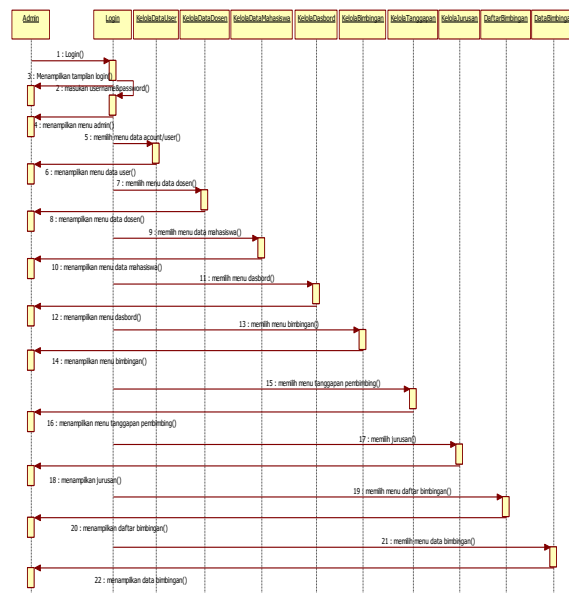 Admin
Login
KelolaDataUser
KelolaDataDosen
KelolaDataMahasiswa
KelolaDasbord
KelolaBimbingan
KelolaTanggapan
KelolaJurusan
DaftarBimbingan
DataBimbingan
1 : Login()
3 : Menampilkan tampilan login()
2 : masukan username&password()
4 : menampilkan menu admin()
5 : memilih menu data acount/user()
6 : menampilkan menu data user()
7 : memilih menu data dosen()
8 : menampilkan menu data dosen()
9 : memilih menu data mahasiswa()
10 : menampilkan menu data mahasiswa()
11 : memilih menu dasbord()
12 : menampilkan menu dasbord()
13 : memilih menu bimbingan()
14 : menampilkan menu bimbingan()
15 : memilih menu tanggapan pembimbing()
16 : menampilkan menu tanggapan pembimbing()
17 : memilih jurusan()
18 : menampilkan jurusan()
19 : memilih menu daftar bimbingan()
20 : menampilkan daftar bimbingan()
21 : memilih menu data bimbingan()
22 : menampilkan data bimbingan()